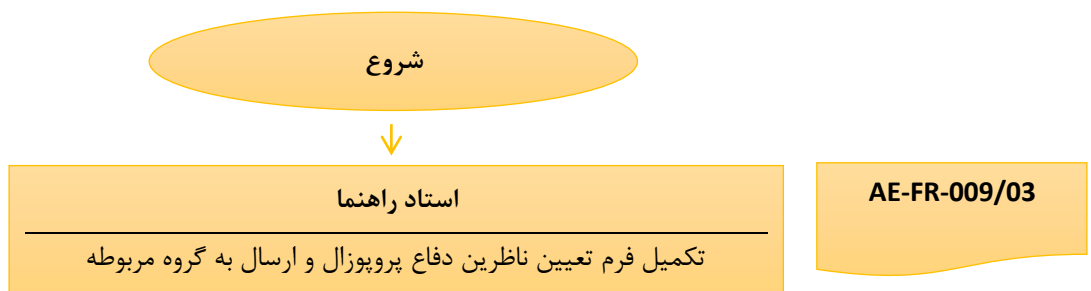 شروع
استاد راهنما
AE-FR-009/03
تکمیل فرم تعیین ناظرین دفاع پروپوزال و ارسال به گروه مربوطه